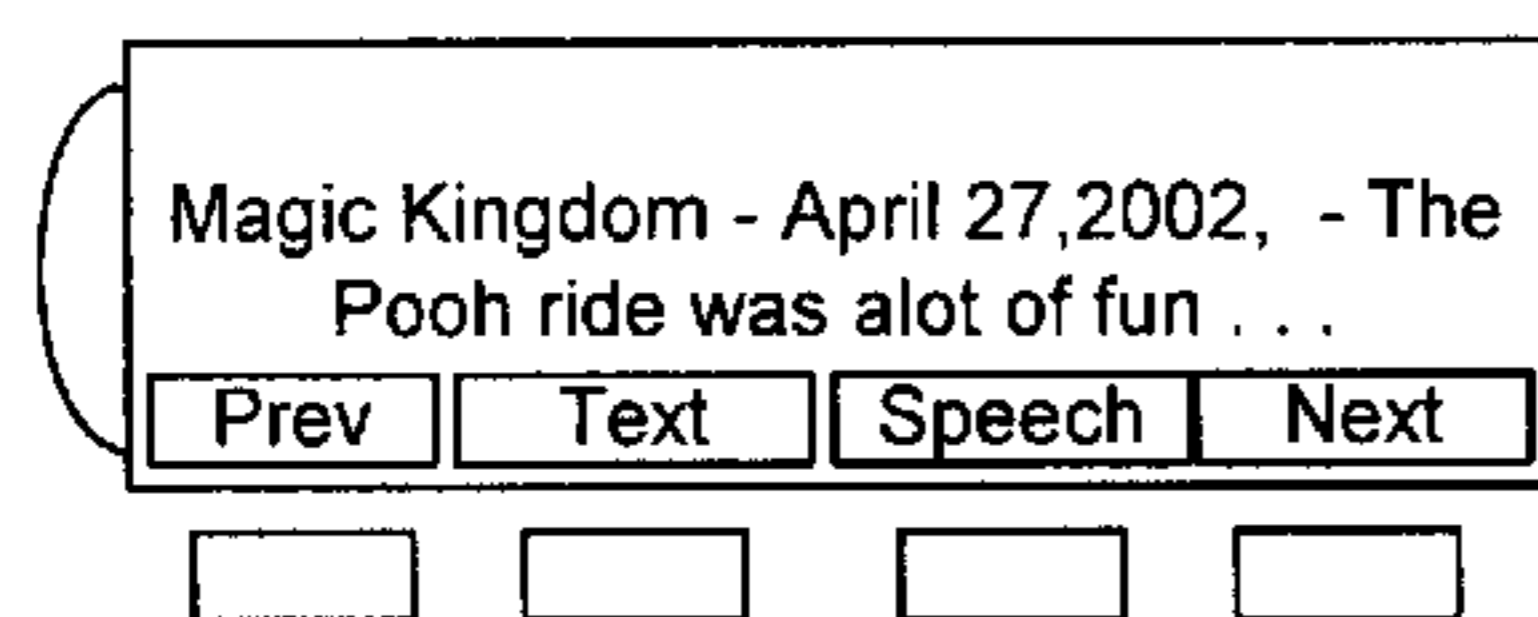 Magic Kingdom - April 27,2002, - The
Pooh ride was alot of fun . . .
Prev Text Speech Next